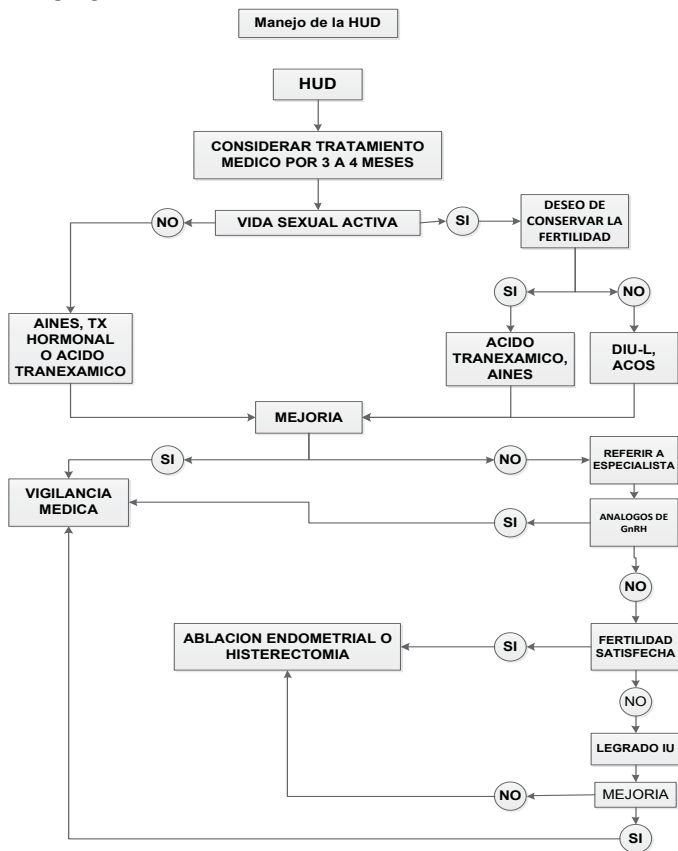 Manejo de la HUD
HUD
CONSIDERAR TRATAMIENTO
MEDICO POR 3 A 4 MESES
NO
VIDA SEXUAL ACTIVA
SI
DESEO DE
CONSERVAR LA
FERTILIDAD
SI
NO
AINES, TX
HORMONAL
O ACIDO
TRANEXAMICO
ACIDO
TRANEXAMICO,
AINES
DIU-L,
ACOS
MEJORIA
SI
NO
REFERIR A
ESPECIALISTA
VIGILANCIA
MEDICA
SI
ANALOGOS DE
GnRH
NO
ABLACION ENDOMETRIAL O
HISTERECTOMIA
SI
FERTILIDAD
SATISFECHA
NO
LEGRADO IU
NO
MEJORIA
SI